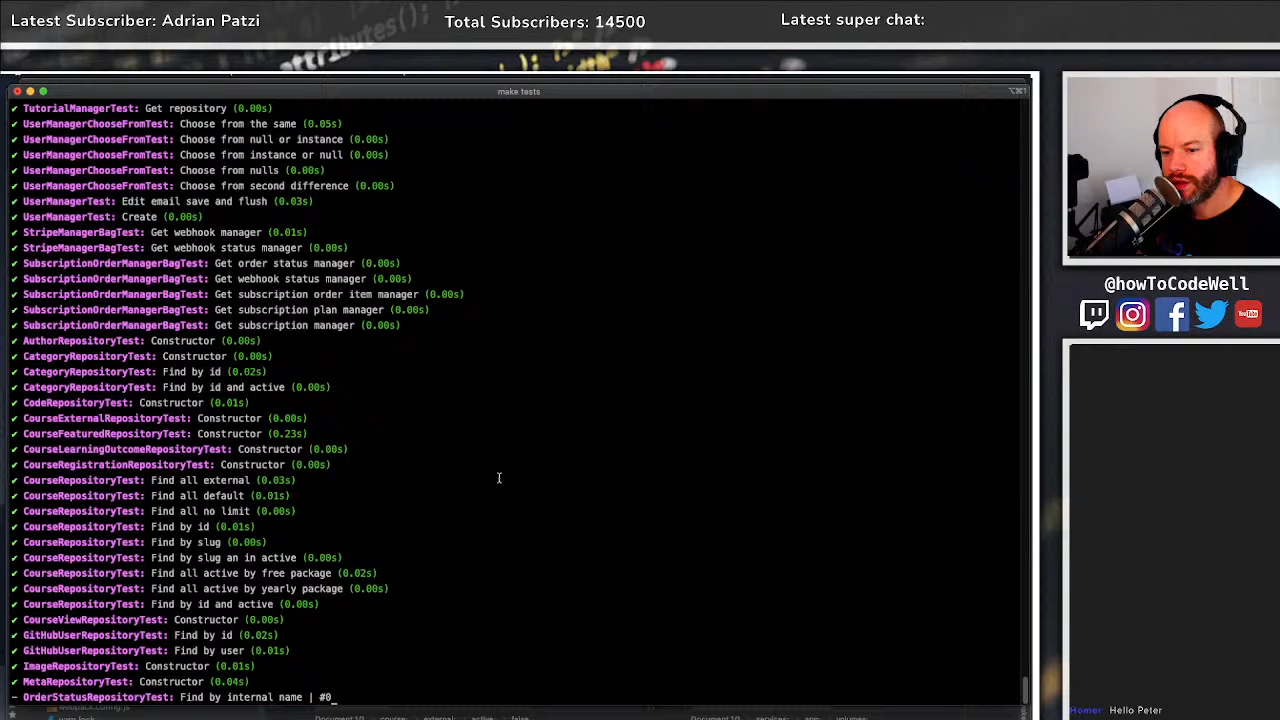 Latest Subscriber: Adrian Patzi
Total Subscribers: 14500
Latest super chat:
attributes();
make tests
⌥⌘1
✔ TutorialManagerTest: Get repository (0.00s)
✔ UserManagerChooseFromTest: Choose from the same (0.05s)
✔ UserManagerChooseFromTest: Choose from null or instance (0.00s)
✔ UserManagerChooseFromTest: Choose from instance or null (0.00s)
✔ UserManagerChooseFromTest: Choose from nulls (0.00s)
✔ UserManagerChooseFromTest: Choose from second difference (0.00s)
✔ UserManagerTest: Edit email save and flush (0.03s)
✔ UserManagerTest: Create (0.00s)
✔ StripeManagerBagTest: Get webhook manager (0.01s)
✔ StripeManagerBagTest: Get webhook status manager (0.00s)
✔ SubscriptionOrderManagerBagTest: Get order status manager (0.00s)
✔ SubscriptionOrderManagerBagTest: Get webhook status manager (0.00s)
✔ SubscriptionOrderManagerBagTest: Get subscription order item manager (0.00s)
✔ SubscriptionOrderManagerBagTest: Get subscription plan manager (0.00s)
✔ SubscriptionOrderManagerBagTest: Get subscription manager (0.00s)
✔ AuthorRepositoryTest: Constructor (0.00s)
✔ CategoryRepositoryTest: Constructor (0.00s)
✔ CategoryRepositoryTest: Find by id (0.02s)
✔ CategoryRepositoryTest: Find by id and active (0.00s)
✔ CodeRepositoryTest: Constructor (0.01s)
✔ CourseExternalRepositoryTest: Constructor (0.00s)
✔ CourseFeaturedRepositoryTest: Constructor (0.23s)
✔ CourseLearningOutcomeRepositoryTest: Constructor (0.00s)
✔ CourseRegistrationRepositoryTest: Constructor (0.00s)
✔ CourseRepositoryTest: Find all external (0.03s)
✔ CourseRepositoryTest: Find all default (0.01s)
✔ CourseRepositoryTest: Find all no limit (0.00s)
✔ CourseRepositoryTest: Find by id (0.01s)
✔ CourseRepositoryTest: Find by slug (0.00s)
✔ CourseRepositoryTest: Find by slug an in active (0.00s)
✔ CourseRepositoryTest: Find all active by free package (0.02s)
✔ CourseRepositoryTest: Find all active by yearly package (0.00s)
✔ CourseRepositoryTest: Find by id and active (0.00s)
✔ CourseViewRepositoryTest: Constructor (0.00s)
✔ GitHubUserRepositoryTest: Find by id (0.02s)
✔ GitHubUserRepositoryTest: Find by user (0.01s)
✔ ImageRepositoryTest: Constructor (0.01s)
✔ MetaRepositoryTest: Constructor (0.04s)
− OrderStatusRepositoryTest: Find by internal name | #0_
@howToCodeWell
You Tube
Homer: Hello Peter